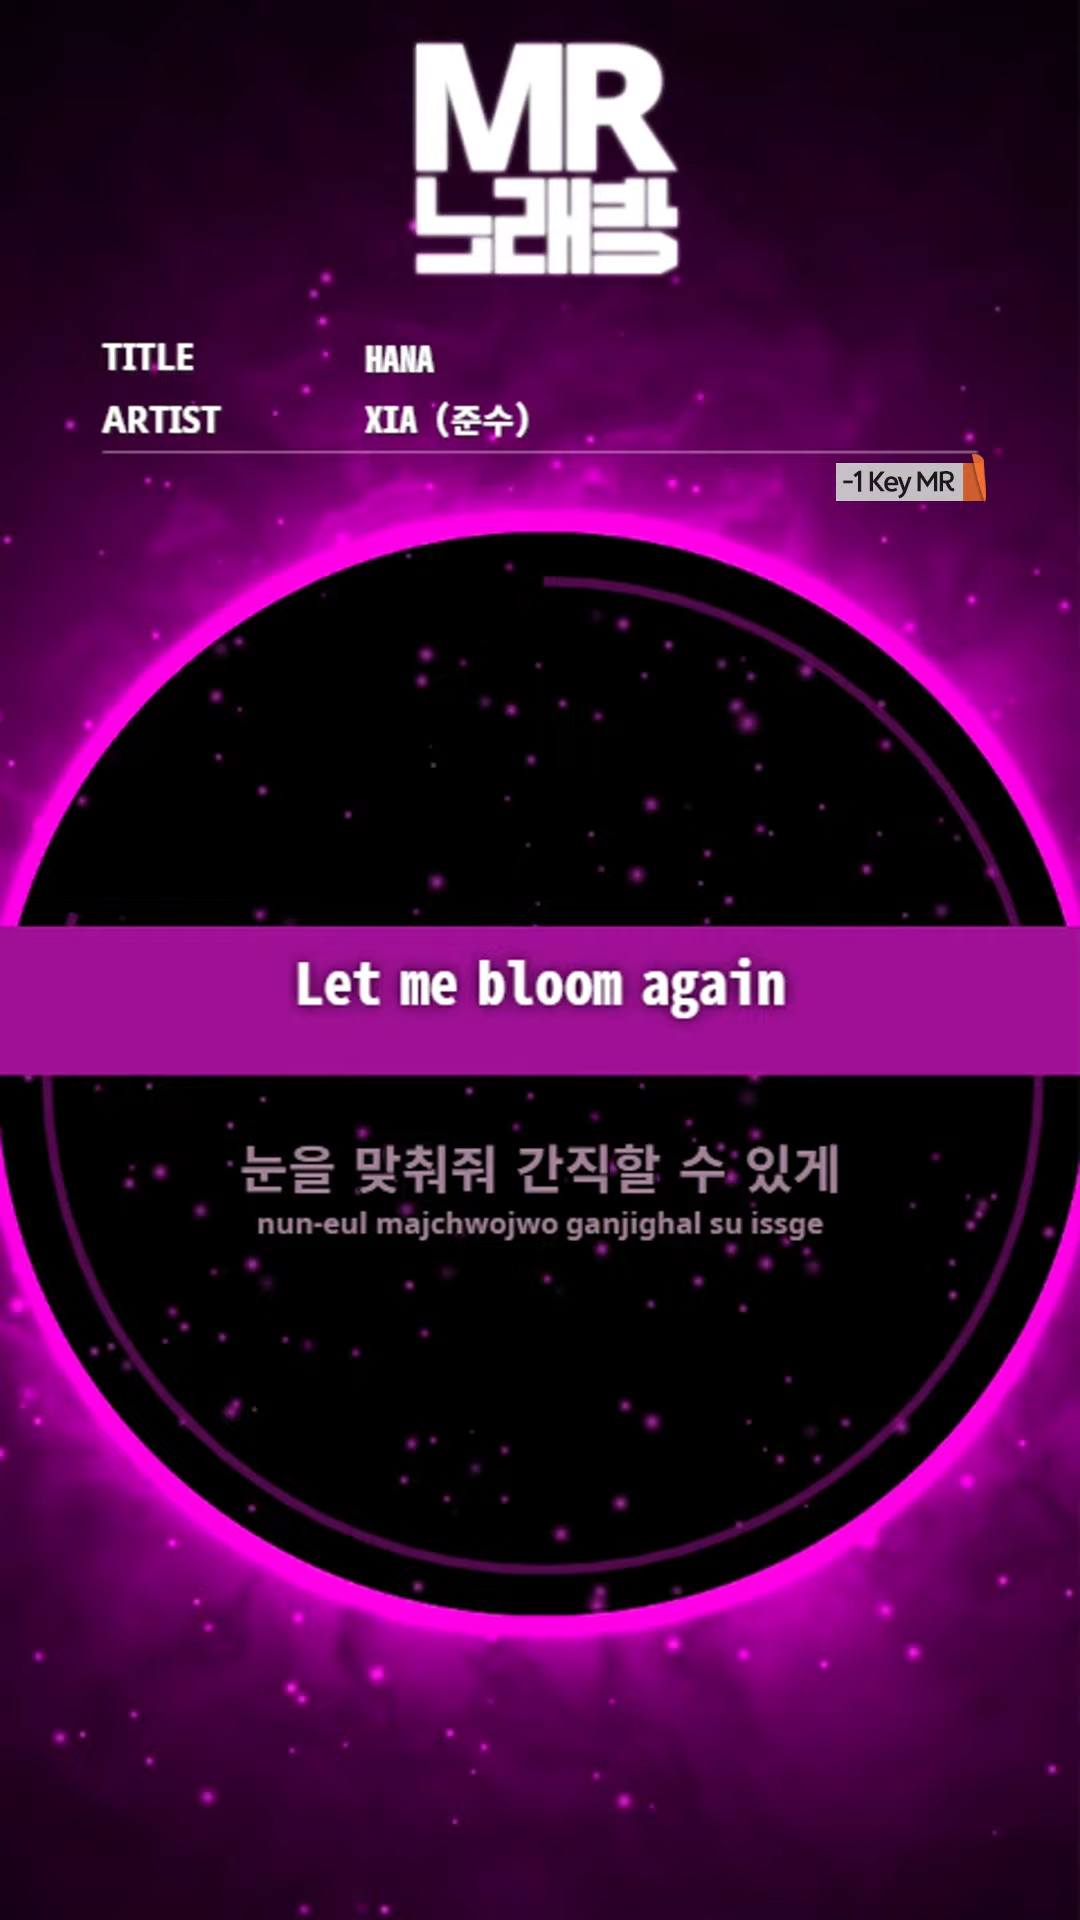 MR
노래방
TITLE HANA
ARTIST XIA (준수)
-1 Key MR
Let me bloom again
눈을 맞춰줘 간직할 수 있게
nun-eul majchwojwo ganjighal su issge